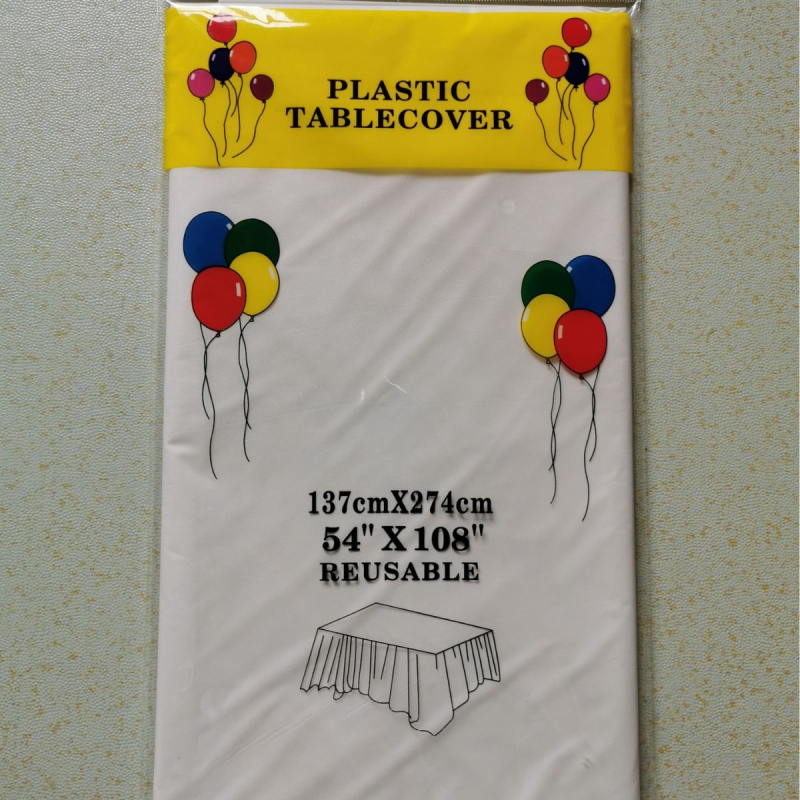 PLASTIC
TABLECOVER
137cmX274cm
54" X 108"
REUSABLE